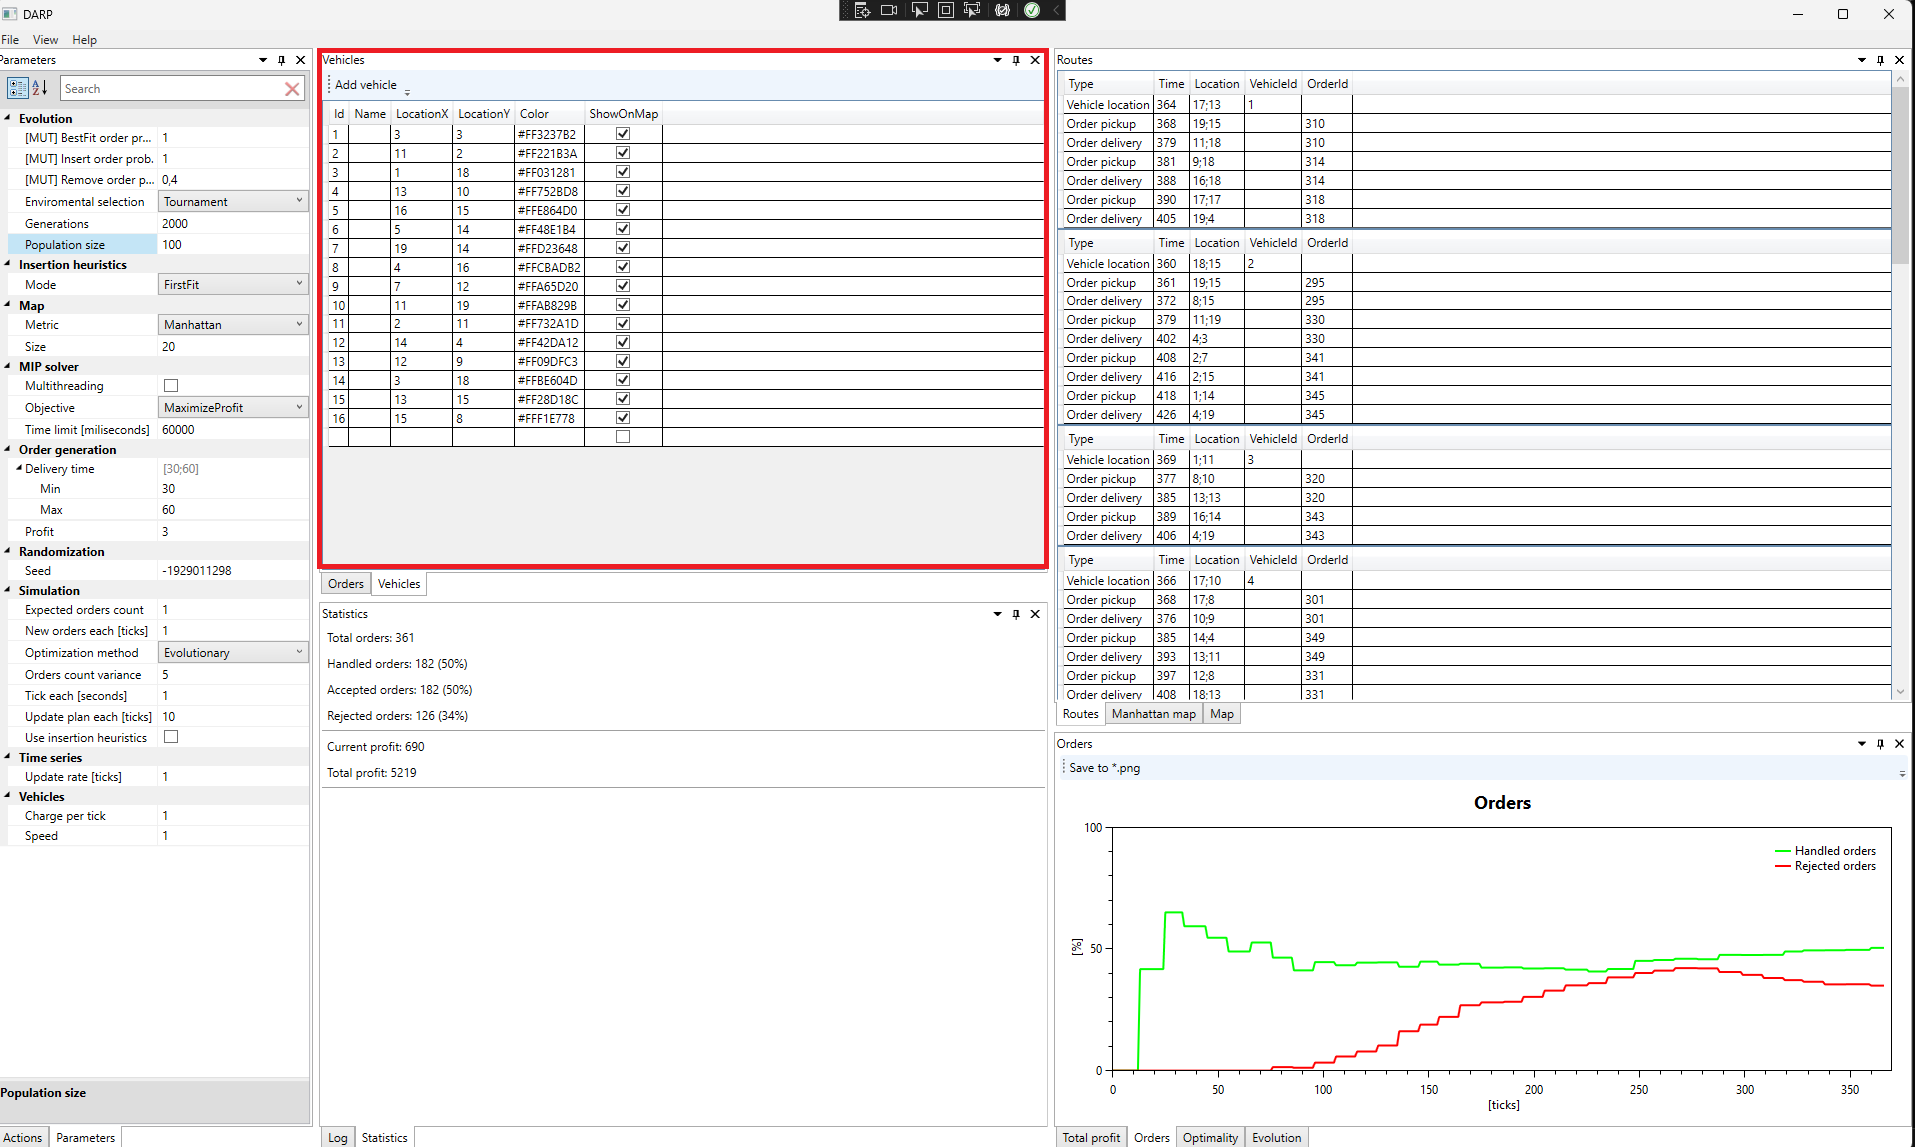 DARP
File View Help
Parameters
Search
Evolution
[MUT] BestFit order pr... 1
[MUT] Insert order prob. 1
[MUT] Remove order p... 0,4
Enviromental selection Tournament
Generations 2000
Population size 100
Insertion heuristics
Mode FirstFit
Map
Metric Manhattan
Size 20
MIP solver
Multithreading
Objective MaximizeProfit
Time limit [miliseconds] 60000
Order generation
Delivery time [30;60]
Min 30
Max 60
Profit 3
Randomization
Seed -1929011298
Simulation
Expected orders count 1
New orders each [ticks] 1
Optimization method Evolutionary
Orders count variance 5
Tick each [seconds] 1
Update plan each [ticks] 10
Use insertion heuristics
Time series
Update rate [ticks] 1
Vehicles
Charge per tick 1
Speed 1
Population size
Actions Parameters
Vehicles
Add vehicle
Id Name LocationX LocationY Color ShowOnMap
1 3 3 #FF3237B2
2 11 2 #FF221B3A
3 1 18 #FF031281
4 13 10 #FF752BD8
5 16 15 #FFE864D0
6 5 14 #FF48E1B4
7 19 14 #FFD23648
8 4 16 #FFCBADB2
9 7 12 #FFA65D20
10 11 19 #FFAB829B
11 2 11 #FF732A1D
12 14 4 #FF42DA12
13 12 9 #FF09DFC3
14 3 18 #FFBE604D
15 13 15 #FF28D18C
16 15 8 #FFF1E778
Orders Vehicles
Statistics
Total orders: 361
Handled orders: 182 (50%)
Accepted orders: 182 (50%)
Rejected orders: 126 (34%)
Current profit: 690
Total profit: 5219
Log Statistics
Routes
Type Time Location VehicleId OrderId
Vehicle location 364 17;13 1
Order pickup 368 19;15 310
Order delivery 379 11;18 310
Order pickup 381 9;18 314
Order delivery 388 16;18 314
Order pickup 390 17;17 318
Order delivery 405 19;4 318
Type Time Location VehicleId OrderId
Vehicle location 360 18;15 2
Order pickup 361 19;15 295
Order delivery 372 8;15 295
Order pickup 379 11;19 330
Order delivery 402 4;3 330
Order pickup 408 2;7 341
Order delivery 416 2;15 341
Order pickup 418 1;14 345
Order delivery 426 4;19 345
Type Time Location VehicleId OrderId
Vehicle location 369 1;11 3
Order pickup 377 8;10 320
Order delivery 385 13;13 320
Order pickup 389 16;14 343
Order delivery 406 4;19 343
Type Time Location VehicleId OrderId
Vehicle location 366 17;10 4
Order pickup 368 17;8 301
Order delivery 376 10;9 301
Order pickup 385 14;4 349
Order delivery 393 13;11 349
Order pickup 397 12;8 331
Order delivery 408 18;13 331
Routes Manhattan map Map
Orders
Save to *.png
Orders
Handled orders
Rejected orders
100
50
0
[%]
0 50 100 150 200 250 300 350
[ticks]
Total profit Orders Optimality Evolution